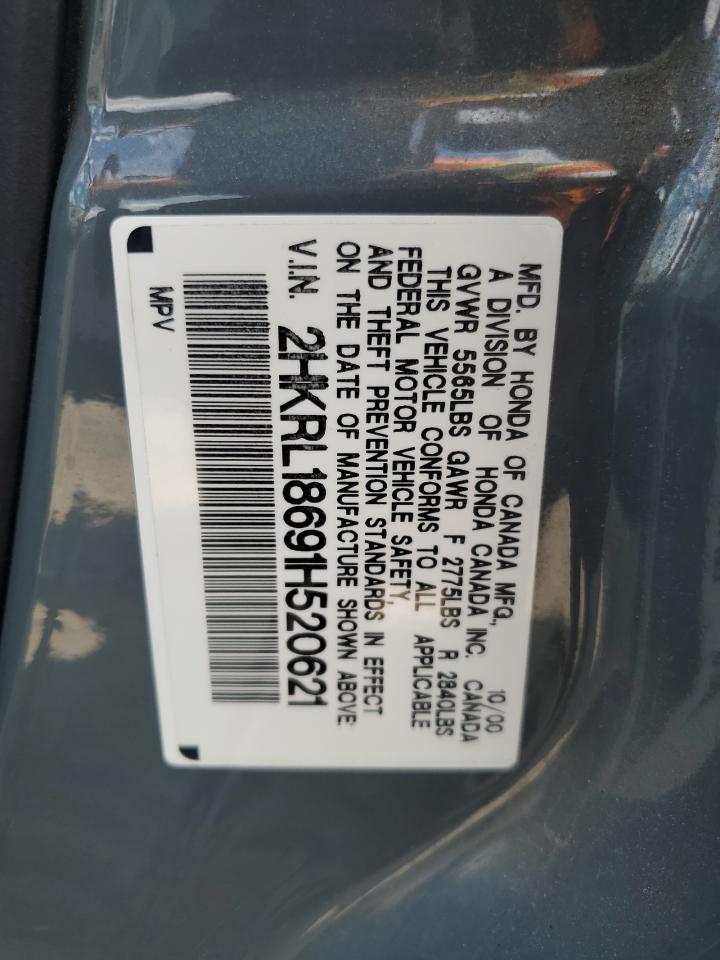 MFD. BY HONDA OF CANADA MFG., 10/00
A DIVISION OF HONDA CANADA INC. CANADA
GVWR 5565LBS GAWR F 2775LBS R 2840LBS
THIS VEHICLE CONFORMS TO ALL APPLICABLE
FEDERAL MOTOR VEHICLE SAFETY,
AND THEFT PREVENTION STANDARDS IN EFFECT
ON THE DATE OF MANUFACTURE SHOWN ABOVE:
V.I.N. 2HKRL18691H520621
MPV